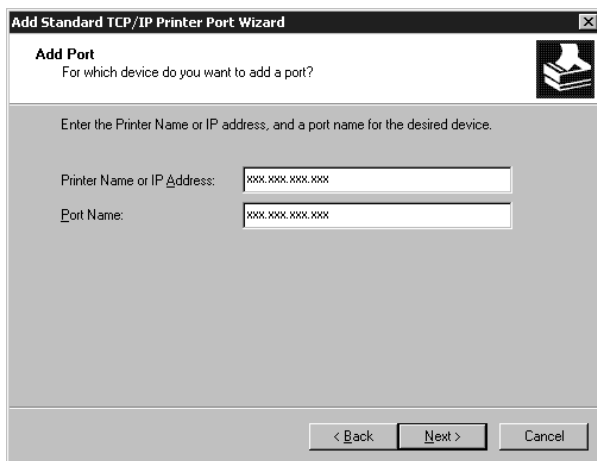 Add Standard TCP/IP Printer Port Wizard
Add Port
For which device do you want to add a port?
Enter the Printer Name or IP address, and a port name for the desired device.
Printer Name or IP Address: xxx.xxx.xxx.xxx
Port Name: xxx.xxx.xxx.xxx
< Back Next > Cancel